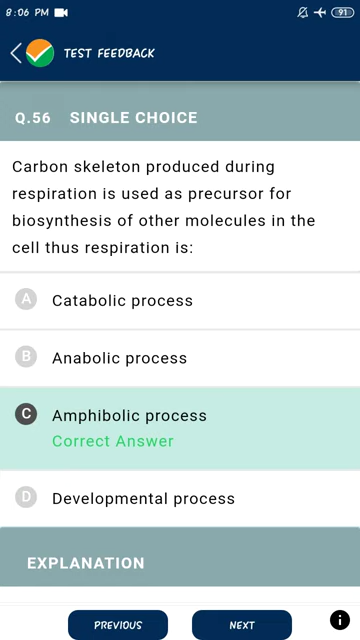 8:06 PM 91
TEST FEEDBACK
Q.56 SINGLE CHOICE
Carbon skeleton produced during
respiration is used as precursor for
biosynthesis of other molecules in the
cell thus respiration is:
A Catabolic process
B Anabolic process
C Amphibolic process
Correct Answer
D Developmental process
EXPLANATION
PREVIOUS NEXT i